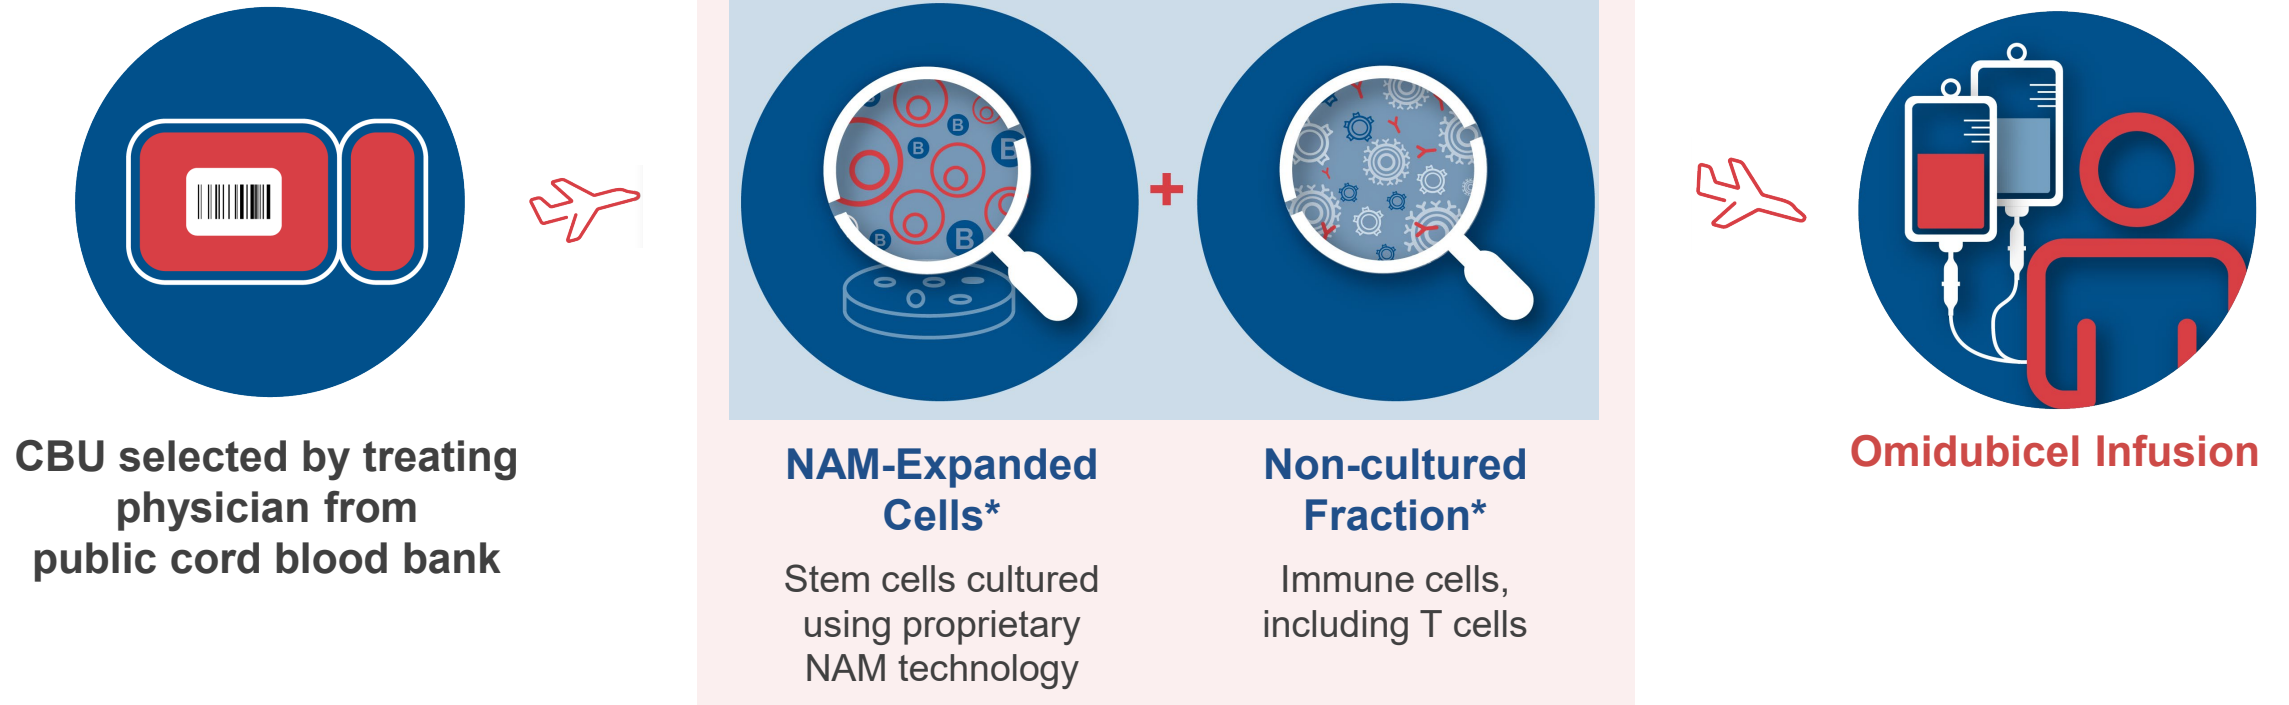 B
B
B
B
B
+
CBU selected by treating
physician from
public cord blood bank
NAM-Expanded
Cells*
Stem cells cultured
using proprietary
NAM technology
Non-cultured
Fraction*
Immune cells,
including T cells
Omidubicel Infusion